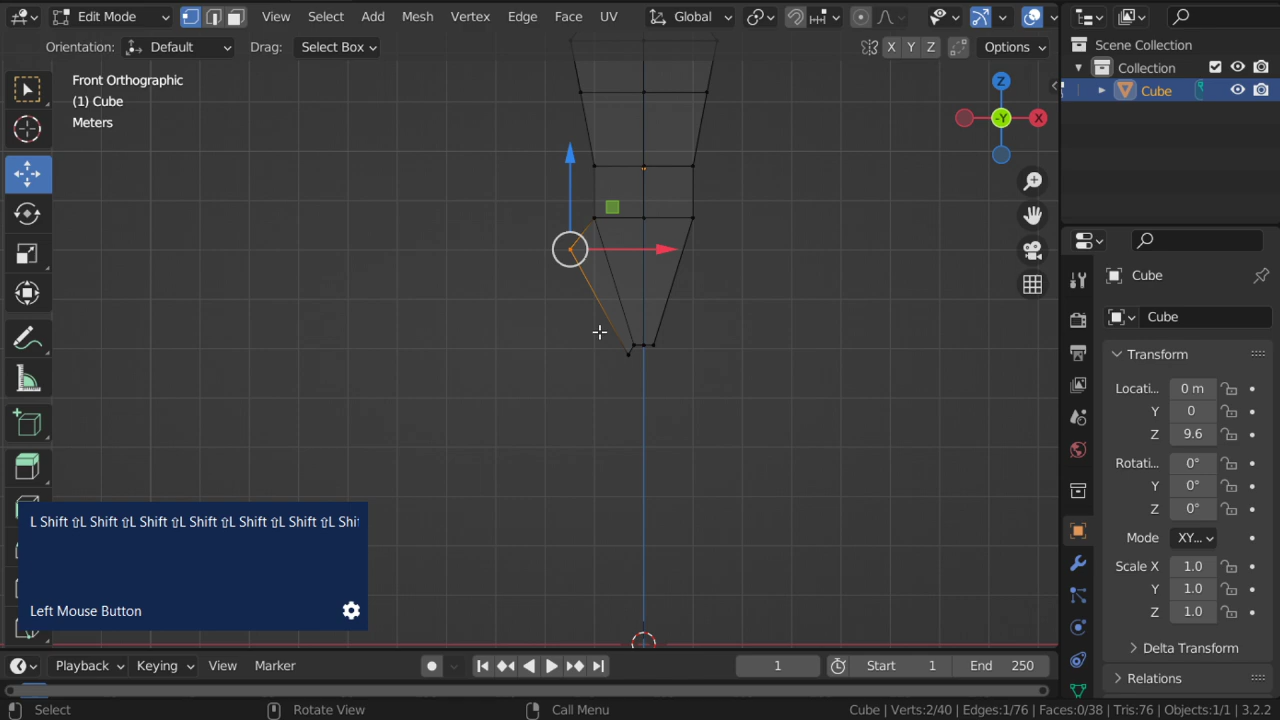 Edit Mode View Select Add Mesh Vertex Edge Face UV Global
Orientation: Default Drag: Select Box X Y Z Options
Front Orthographic
(1) Cube
Meters
Z
-Y
X
Scene Collection
Collection
Cube
Cube
Cube
Transform
Locati... 0 m
Y 0
Z 9.6
Rotati... 0°
Y 0°
Z 0°
Mode XY...
Scale X 1.0
Y 1.0
Z 1.0
Delta Transform
Relations
L Shift ⇧L Shift ⇧L Shift ⇧L Shift ⇧L Shift ⇧L Shift ⇧L Shi
Left Mouse Button
Playback Keying View Marker 1 Start 1 End 250
Select Rotate View Call Menu Cube | Verts:2/40 | Edges:1/76 | Faces:0/38 | Tris:76 | Objects:1/1 | 3.2.2